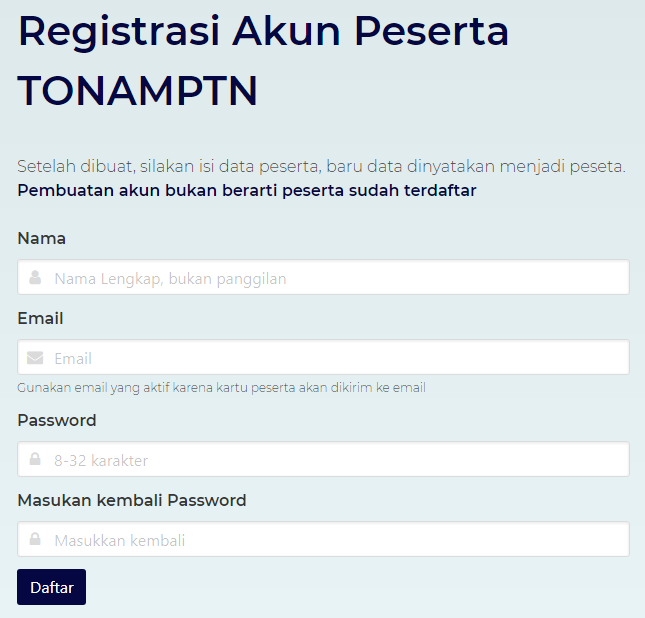 Registrasi Akun Peserta
TONAMPTN
Setelah dibuat, silakan isi data peserta, baru data dinyatakan menjadi peseta.
Pembuatan akun bukan berarti peserta sudah terdaftar
Nama
Nama Lengkap, bukan panggilan
Email
Email
Gunakan email yang aktif karena kartu peserta akan dikirim ke email
Password
8-32 karakter
Masukan kembali Password
Masukkan kembali
Daftar